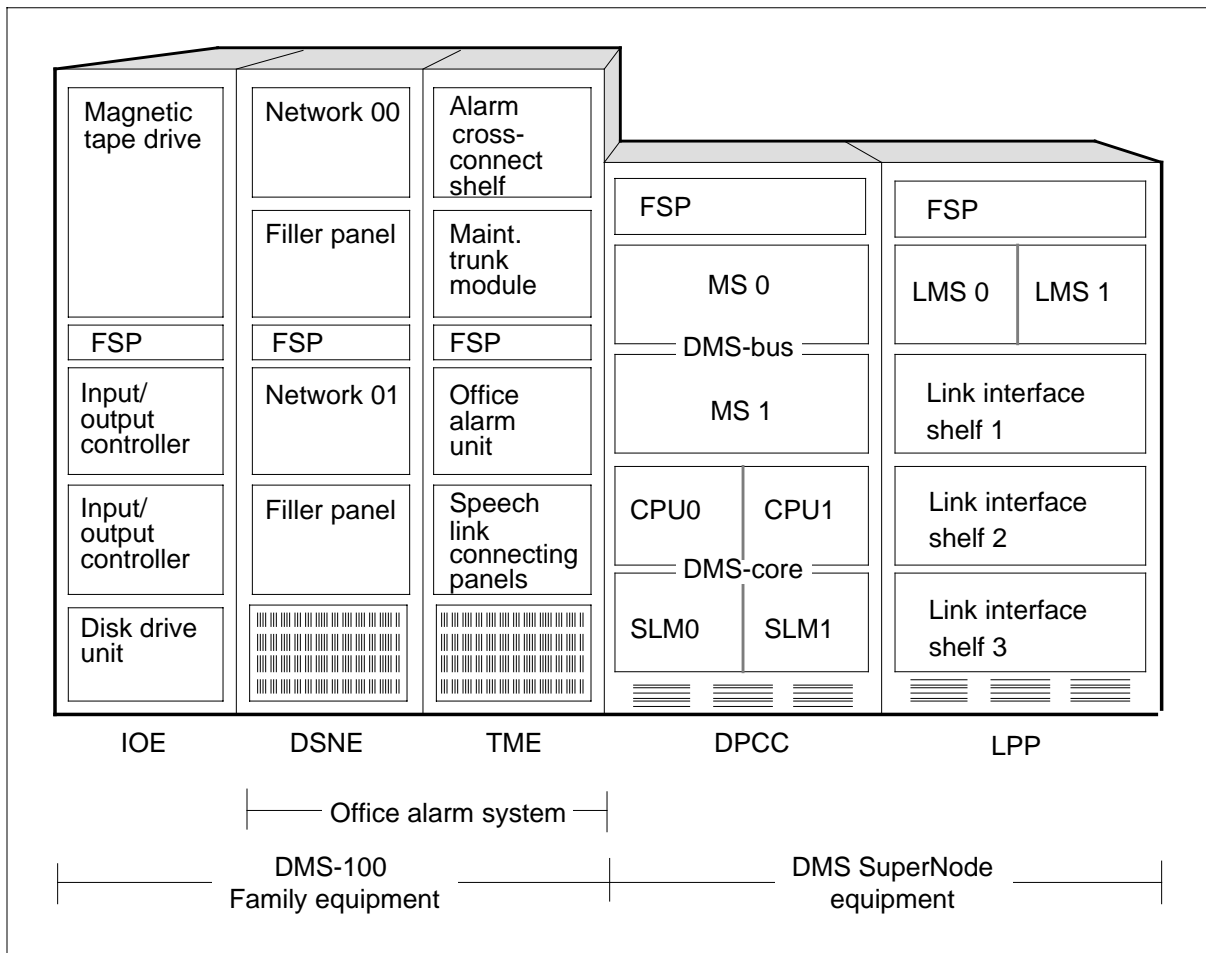 Magnetic
tape drive
FSP
Input/
output
controller
Input/
output
controller
Disk drive
unit
IOE
Network 00
Filler panel
FSP
Network 01
Filler panel
DSNE
Alarm
cross-
connect
shelf
Maint.
trunk
module
FSP
Office
alarm
unit
Speech
link
connecting
panels
TME
FSP
MS 0
DMS-bus
MS 1
CPU0
CPU1
DMS-core
SLM0
SLM1
DPCC
FSP
LMS 0
LMS 1
Link interface
shelf 1
Link interface
shelf 2
Link interface
shelf 3
LPP
Office alarm system
DMS-100
Family equipment
DMS SuperNode
equipment